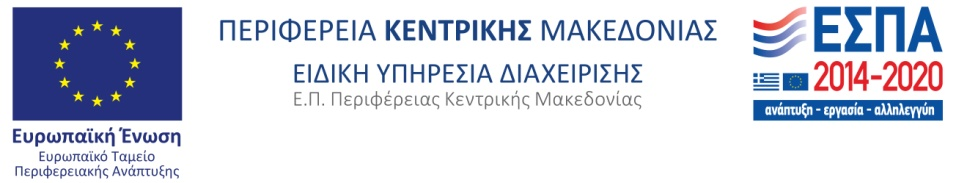 Ευρωπαϊκή Ένωση
Ευρωπαϊκό Ταμείο
Περιφερειακής Ανάπτυξης
ΠΕΡΙΦΕΡΕΙΑ ΚΕΝΤΡΙΚΗΣ ΜΑΚΕΔΟΝΙΑΣ
ΕΙΔΙΚΗ ΥΠΗΡΕΣΙΑ ΔΙΑΧΕΙΡΙΣΗΣ
Ε.Π. Περιφέρειας Κεντρικής Μακεδονίας
ΕΣΠΑ
2014-2020
ανάπτυξη - εργασία - αλληλεγγύη